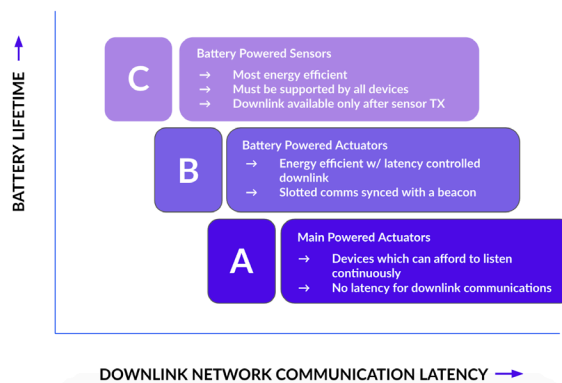 BATTERY LIFETIME →
C
Battery Powered Sensors
→ Most energy efficient
→ Must be supported by all devices
→ Downlink available only after sensor TX
B
Battery Powered Actuators
→ Energy efficient w/ latency controlled
downlink
→ Slotted comms synced with a beacon
A
Main Powered Actuators
→ Devices which can afford to listen
continuously
→ No latency for downlink communications
DOWNLINK NETWORK COMMUNICATION LATENCY →